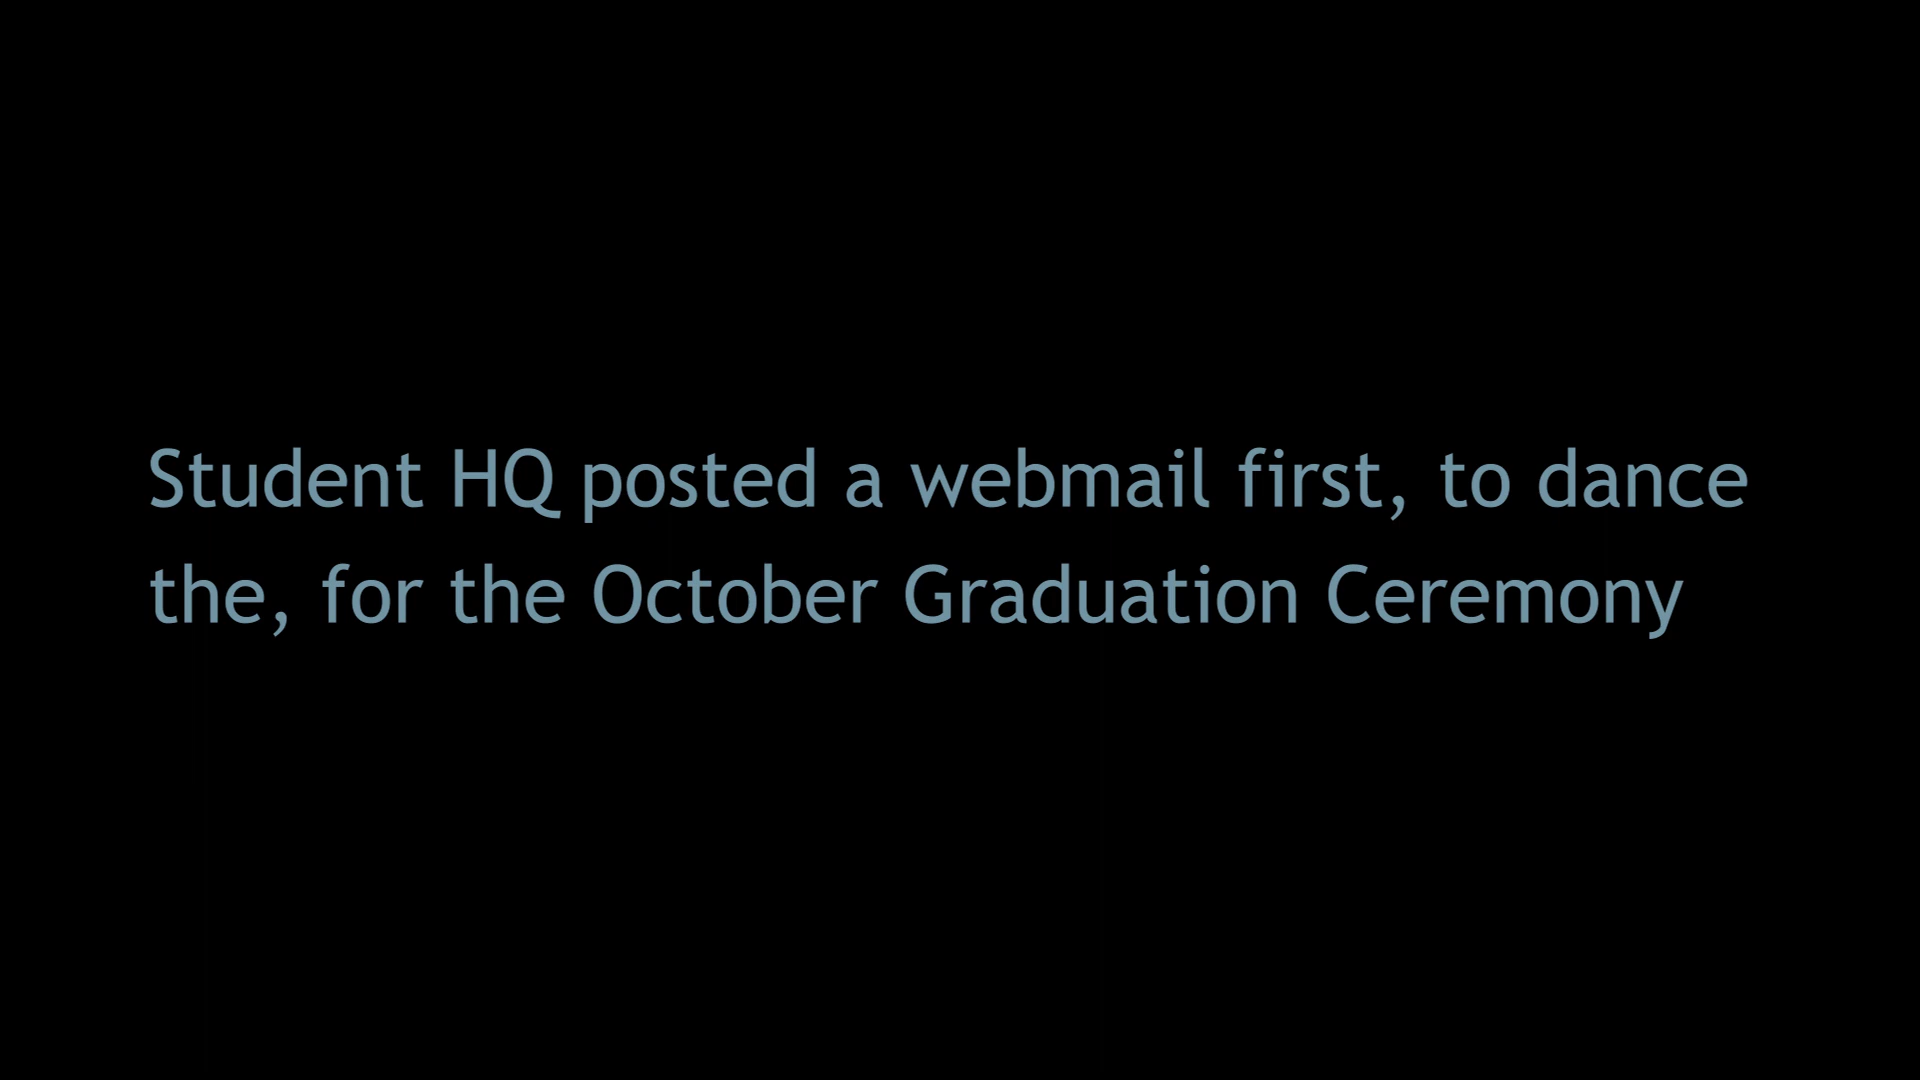 Student HQ posted a webmail first, to dance
the, for the October Graduation Ceremony